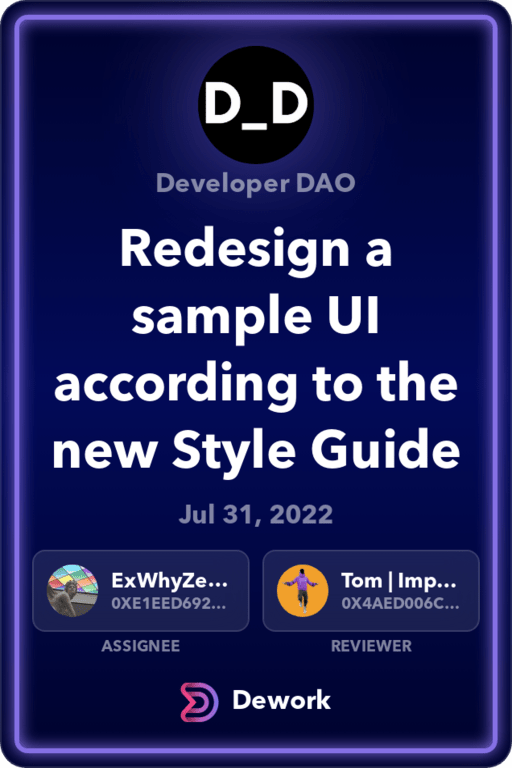 D_D
Developer DAO
Redesign a
sample UI
according to the
new Style Guide
Jul 31, 2022
ExWhyZe...
0XE1EED692...
ASSIGNEE
Tom | Imp...
0X4AED006C...
REVIEWER
Dework